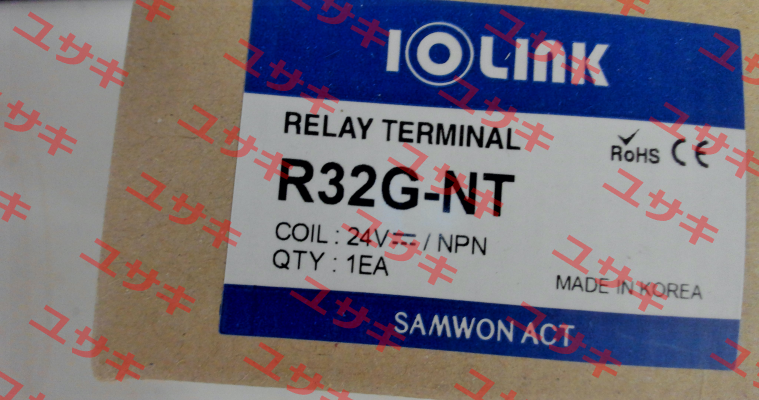 IOLINK
RELAY TERMINAL
RoHS CE
R32G-NT
COIL : 24V⎓ / NPN
QTY : 1EA
MADE IN KOREA
SAMWON ACT
ユサキ